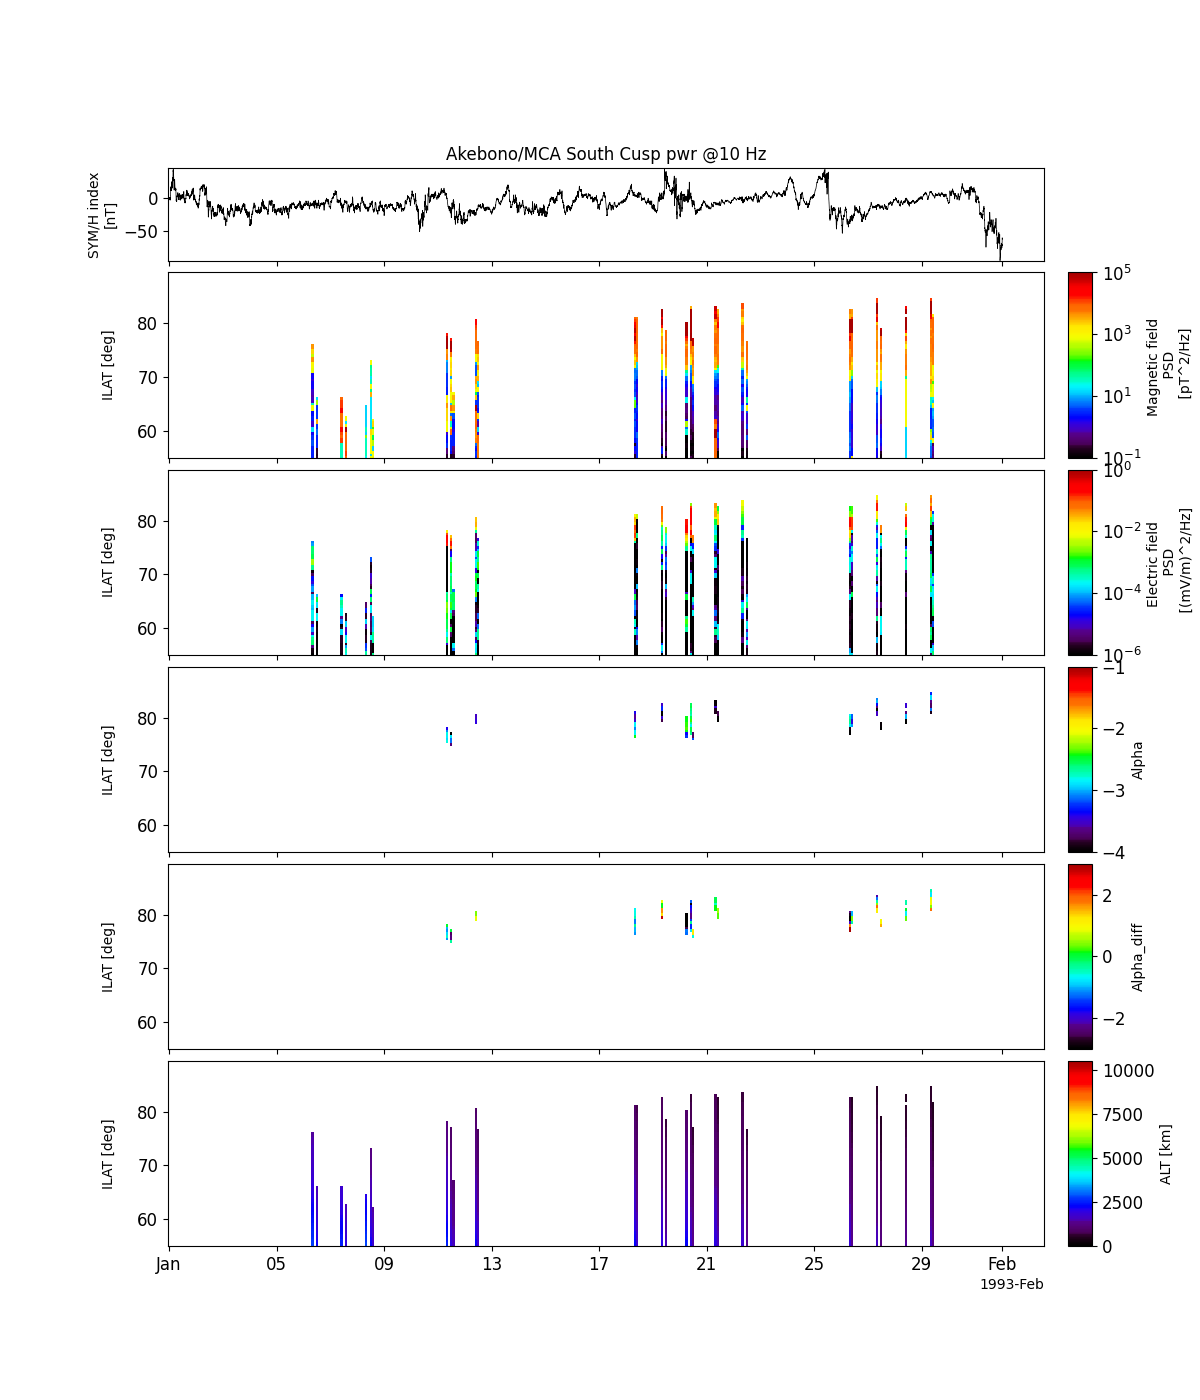 Akebono/MCA South Cusp pwr @10 Hz
SYM/H index
[nT]
0
−50
ILAT [deg]
80
70
60
10^5
10^3
10^1
10^−1
Magnetic field
PSD
[pT^2/Hz]
ILAT [deg]
80
70
60
10^0
10^−2
10^−4
10^−6
Electric field
PSD
[(mV/m)^2/Hz]
ILAT [deg]
80
70
60
−1
−2
−3
−4
Alpha
ILAT [deg]
80
70
60
2
0
−2
Alpha_diff
ILAT [deg]
80
70
60
10000
7500
5000
2500
0
ALT [km]
Jan 05 09 13 17 21 25 29 Feb
1993-Feb